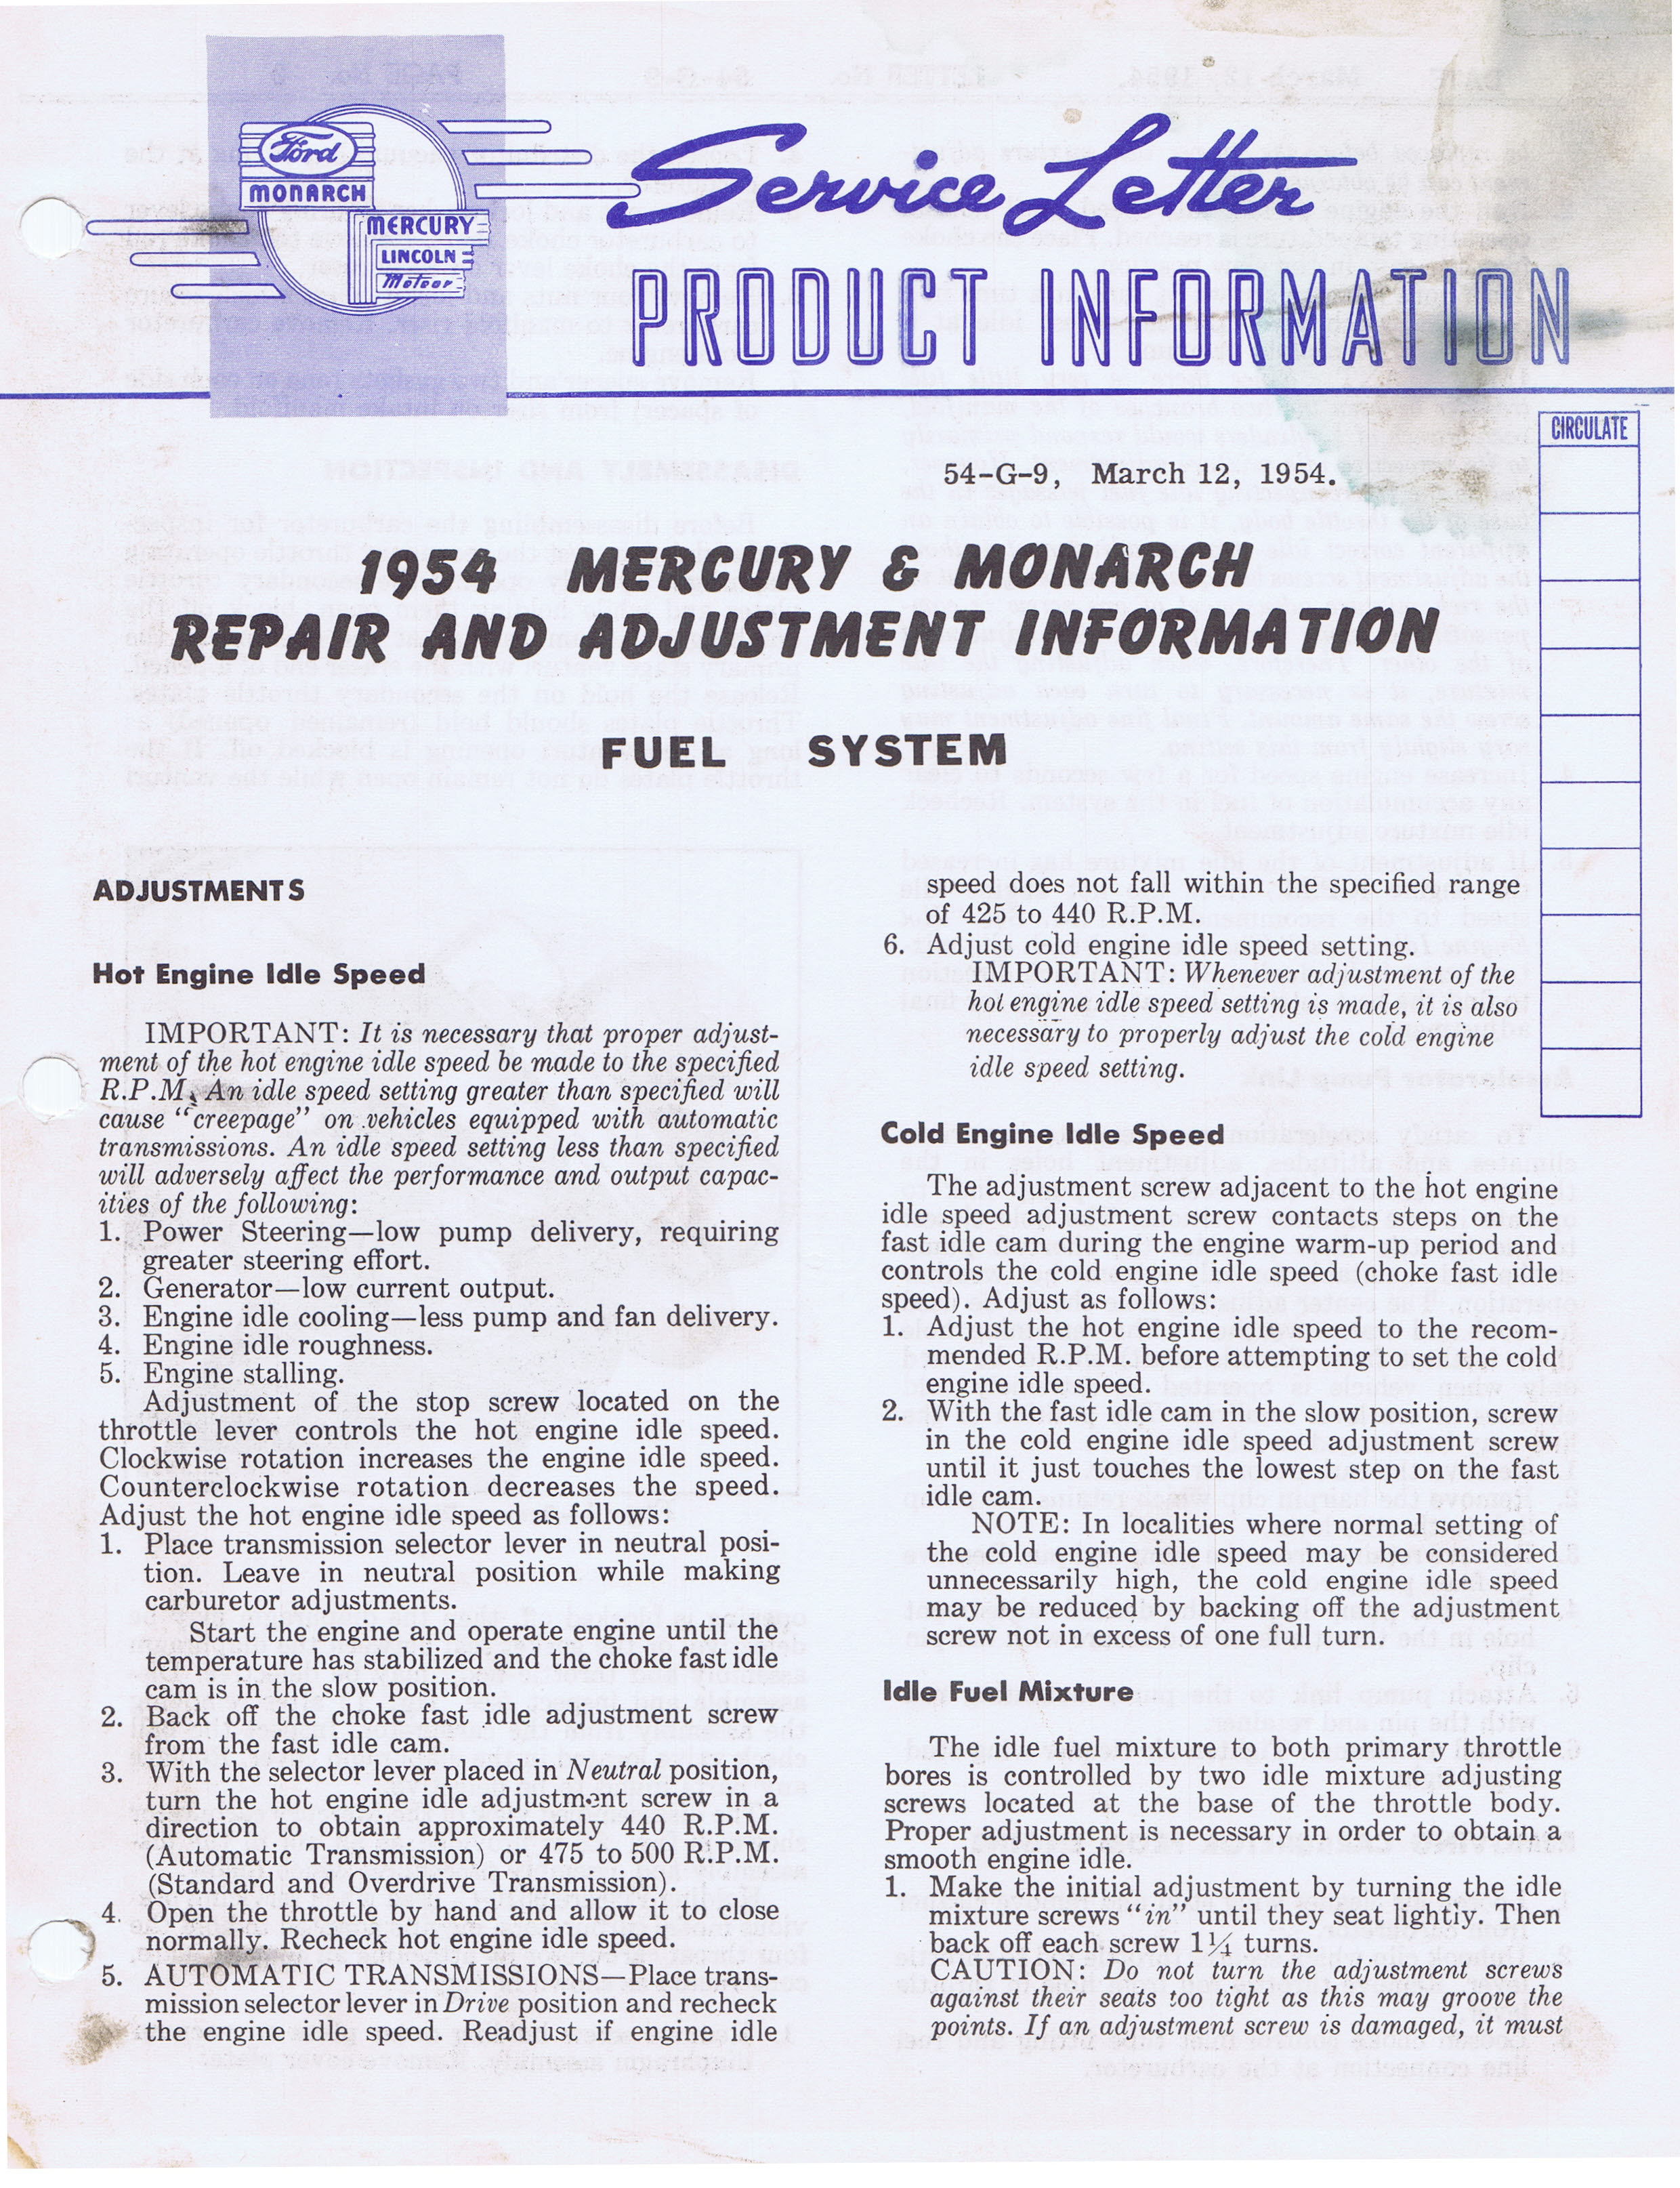 Ford
MONARCH
MERCURY
LINCOLN
Meteor
Service Letter
PRODUCT INFORMATION
CIRCULATE
54-G-9, March 12, 1954.
1954 MERCURY & MONARCH
REPAIR AND ADJUSTMENT INFORMATION
FUEL SYSTEM
ADJUSTMENTS
Hot Engine Idle Speed
IMPORTANT: It is necessary that proper adjust-
ment of the hot engine idle speed be made to the specified
R.P.M. An idle speed setting greater than specified will
cause "creepage" on vehicles equipped with automatic
transmissions. An idle speed setting less than specified
will adversely affect the performance and output capac-
ities of the following:
1. Power Steering—low pump delivery, requiring
greater steering effort.
2. Generator—low current output.
3. Engine idle cooling—less pump and fan delivery.
4. Engine idle roughness.
5. Engine stalling.
Adjustment of the stop screw located on the
throttle lever controls the hot engine idle speed.
Clockwise rotation increases the engine idle speed.
Counterclockwise rotation decreases the speed.
Adjust the hot engine idle speed as follows:
1. Place transmission selector lever in neutral posi-
tion. Leave in neutral position while making
carburetor adjustments.
Start the engine and operate engine until the
temperature has stabilized and the choke fast idle
cam is in the slow position.
2. Back off the choke fast idle adjustment screw
from the fast idle cam.
3. With the selector lever placed in Neutral position,
turn the hot engine idle adjustment screw in a
direction to obtain approximately 440 R.P.M.
(Automatic Transmission) or 475 to 500 R.P.M.
(Standard and Overdrive Transmission).
4. Open the throttle by hand and allow it to close
normally. Recheck hot engine idle speed.
5. AUTOMATIC TRANSMISSIONS—Place trans-
mission selector lever in Drive position and recheck
the engine idle speed. Readjust if engine idle
speed does not fall within the specified range
of 425 to 440 R.P.M.
6. Adjust cold engine idle speed setting.
IMPORTANT: Whenever adjustment of the
hot engine idle speed setting is made, it is also
necessary to properly adjust the cold engine
idle speed setting.
Cold Engine Idle Speed
The adjustment screw adjacent to the hot engine
idle speed adjustment screw contacts steps on the
fast idle cam during the engine warm-up period and
controls the cold engine idle speed (choke fast idle
speed). Adjust as follows:
1. Adjust the hot engine idle speed to the recom-
mended R.P.M. before attempting to set the cold
engine idle speed.
2. With the fast idle cam in the slow position, screw
in the cold engine idle speed adjustment screw
until it just touches the lowest step on the fast
idle cam.
NOTE: In localities where normal setting of
the cold engine idle speed may be considered
unnecessarily high, the cold engine idle speed
may be reduced by backing off the adjustment
screw not in excess of one full turn.
Idle Fuel Mixture
The idle fuel mixture to both primary throttle
bores is controlled by two idle mixture adjusting
screws located at the base of the throttle body.
Proper adjustment is necessary in order to obtain a
smooth engine idle.
1. Make the initial adjustment by turning the idle
mixture screws "in" until they seat lightly. Then
back off each screw 1¼ turns.
CAUTION: Do not turn the adjustment screws
against their seats too tight as this may groove the
points. If an adjustment screw is damaged, it must